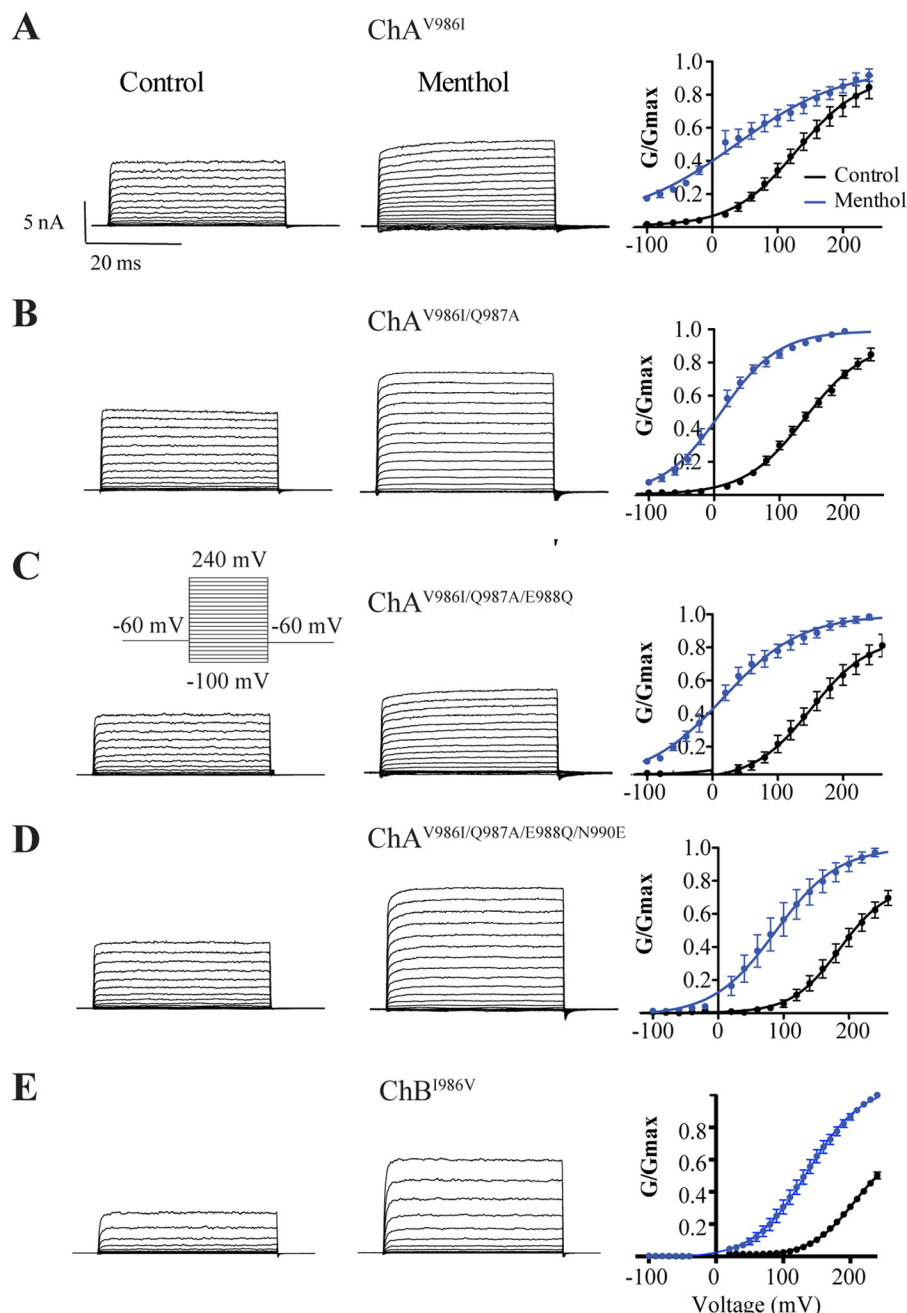 A
ChA^V986I
Control
Menthol
5 nA
20 ms
G/Gmax
1.0
0.8
0.6
0.4
0.2
Control
Menthol
-100 0 100 200
B
ChA^V986I/Q987A
G/Gmax
1.0
0.8
0.6
0.4
0.2
-100 0 100 200
C
240 mV
-60 mV
-60 mV
-100 mV
ChA^V986I/Q987A/E988Q
G/Gmax
1.0
0.8
0.6
0.4
0.2
-100 0 100 200
D
ChA^V986I/Q987A/E988Q/N990E
G/Gmax
1.0
0.8
0.6
0.4
0.2
-100 0 100 200
E
ChB^I986V
G/Gmax
0.8
0.6
0.4
0.2
-100 0 100 200
Voltage (mV)